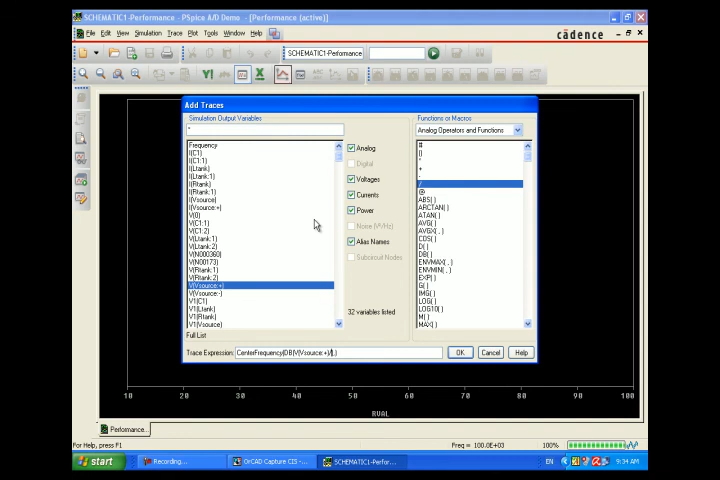 SCHEMATIC1-Performance - PSpice A/D Demo - [Performance (active)]
File Edit View Simulation Trace Plot Tools Window Help
cādence
SCHEMATIC1-Performance
Add Traces
Simulation Output Variables
*
Functions or Macros
Analog Operators and Functions
Frequency
I(C1)
I(C1:1)
I(Ltank)
I(Ltank:1)
I(Rtank)
I(Rtank:1)
I(Vsource)
I(Vsource:+)
V(0)
V(C1:1)
V(C1:2)
V(Ltank:1)
V(Ltank:2)
V(N000360)
V(N00173)
V(Rtank:1)
V(Rtank:2)
V(Vsource:+)
V(Vsource:-)
V1(C1)
V1(Ltank)
V1(Rtank)
V1(Vsource)
Analog
Digital
Voltages
Currents
Power
Noise (V²/Hz)
Alias Names
Subcircuit Nodes
32 variables listed
#
()
*
+
-
/
@
ABS( )
ARCTAN( )
ATAN( )
AVG( )
AVGX( , )
COS( )
D( )
DB( )
ENVMAX( , )
ENVMIN( , )
EXP( )
G( )
IMG( )
LOG( )
LOG10( )
M( )
MAX( )
Full List
Trace Expression: CenterFrequency(DB(V(Vsource:+)/),)
OK
Cancel
Help
10 20 30 40 50 60 70 80 90 100
RVAL
Performance...
For Help, press F1
Freq = 100.0E+03
100%
start
Recording...
OrCAD Capture CIS -...
SCHEMATIC1-Perfor...
EN
9:34 AM